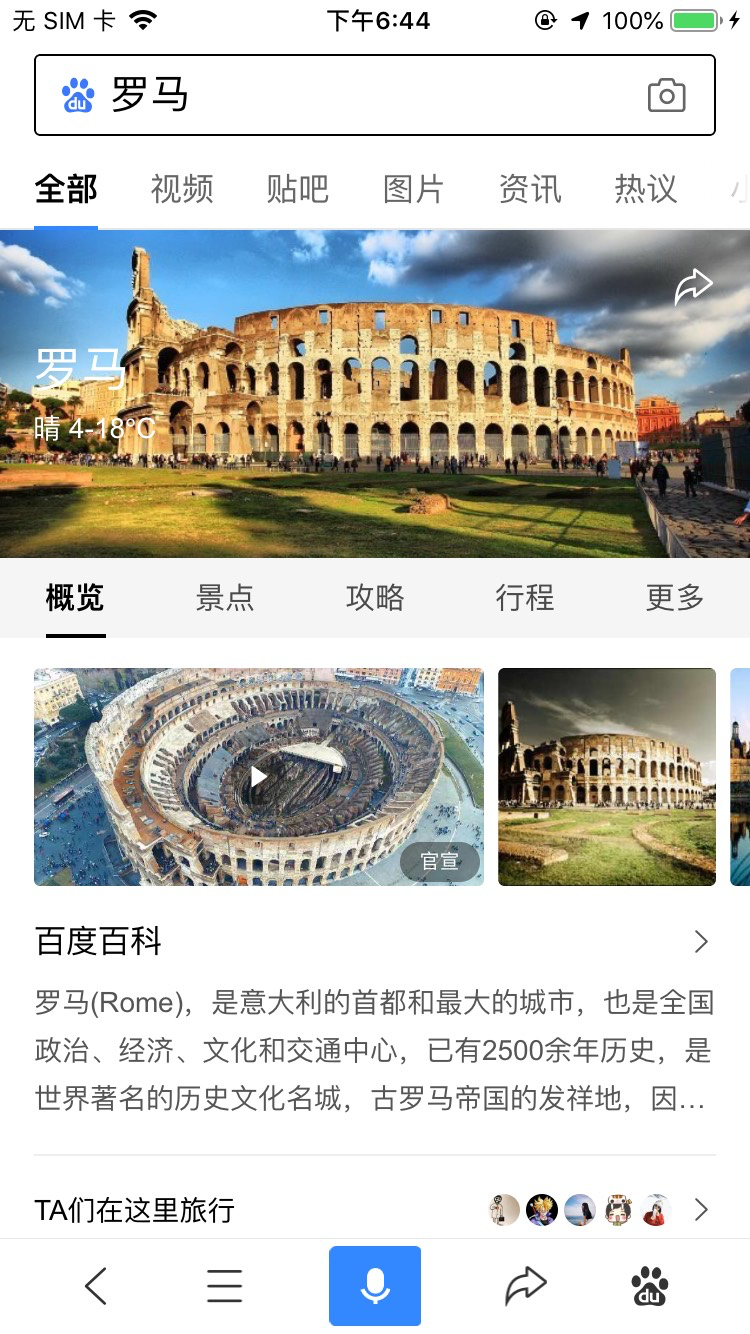 无 SIM 卡
下午6:44
100%
du 罗马
全部 视频 贴吧 图片 资讯 热议
罗马
晴 4-18°C
概览 景点 攻略 行程 更多
官宣
百度百科
罗马(Rome)，是意大利的首都和最大的城市，也是全国
政治、经济、文化和交通中心，已有2500余年历史，是
世界著名的历史文化名城，古罗马帝国的发祥地，因...
TA们在这里旅行
du